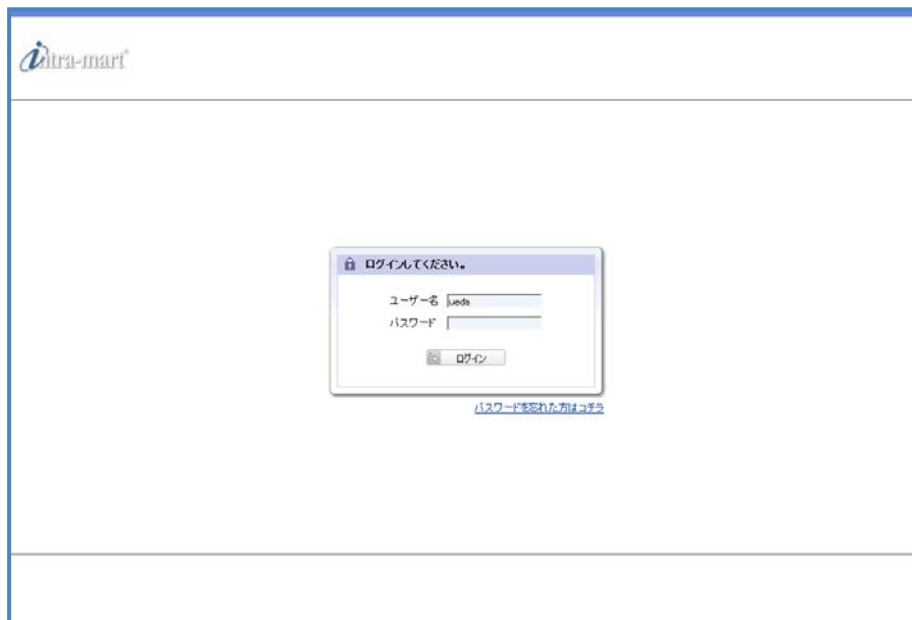 intra-mart
ログインしてください。
ユーザー名 ueda
パスワード
ログイン
パスワードを忘れた方はコチラ